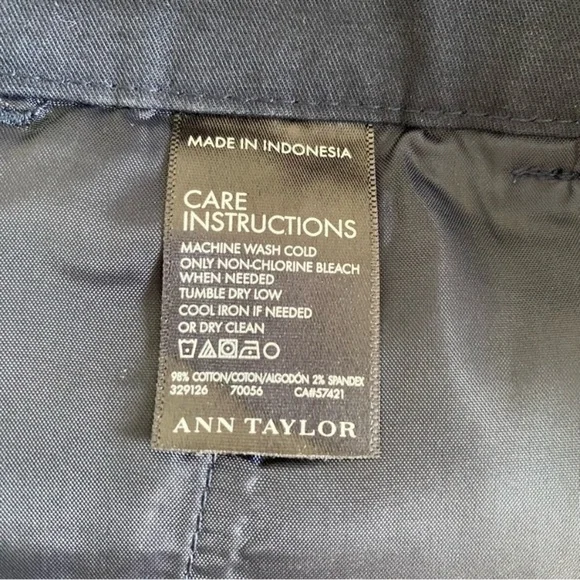 MADE IN INDONESIA
CARE
INSTRUCTIONS
MACHINE WASH COLD
ONLY NON-CHLORINE BLEACH
WHEN NEEDED
TUMBLE DRY LOW
COOL IRON IF NEEDED
OR DRY CLEAN
98% COTTON/COTON/ALGODÓN 2% SPANDEX
329126 70056 CA#57421
ANN TAYLOR